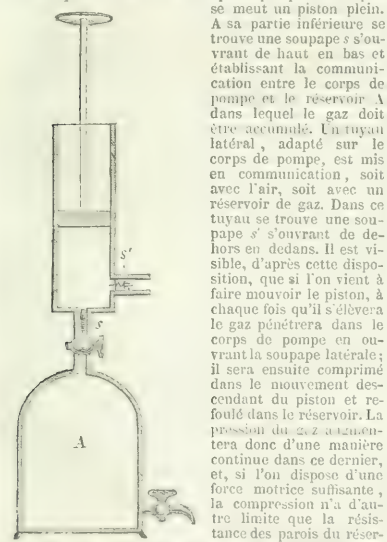 se meut un piston plein.
A sa partie inférieure se
trouve une soupape s s'ou-
vrant de haut en bas et
établissant la communi-
cation entre le corps de
pompe et le réservoir A
dans lequel le gaz doit
être accumulé. Un tuyau
latéral, adapté sur le
corps de pompe, est mis
en communication, soit
avec l'air, soit avec un
réservoir de gaz. Dans ce
tuyau se trouve une sou-
pape s' s'ouvrant de de-
hors en dedans. Il est vi-
sible, d'après cette dispo-
sition, que si l'on vient à
faire mouvoir le piston, à
chaque fois qu'il s'élèvera
le gaz pénétrera dans le
corps de pompe en ou-
vrant la soupape latérale;
il sera ensuite comprimé
dans le mouvement des-
cendant du piston et re-
foulé dans le réservoir. La
pression du gaz augmen-
tera donc d'une manière
continue dans ce dernier,
et, si l'on dispose d'une
force motrice suffisante,
la compression n'a d'au-
tre limite que la résis-
tance des parois du réser-
s'
s
A